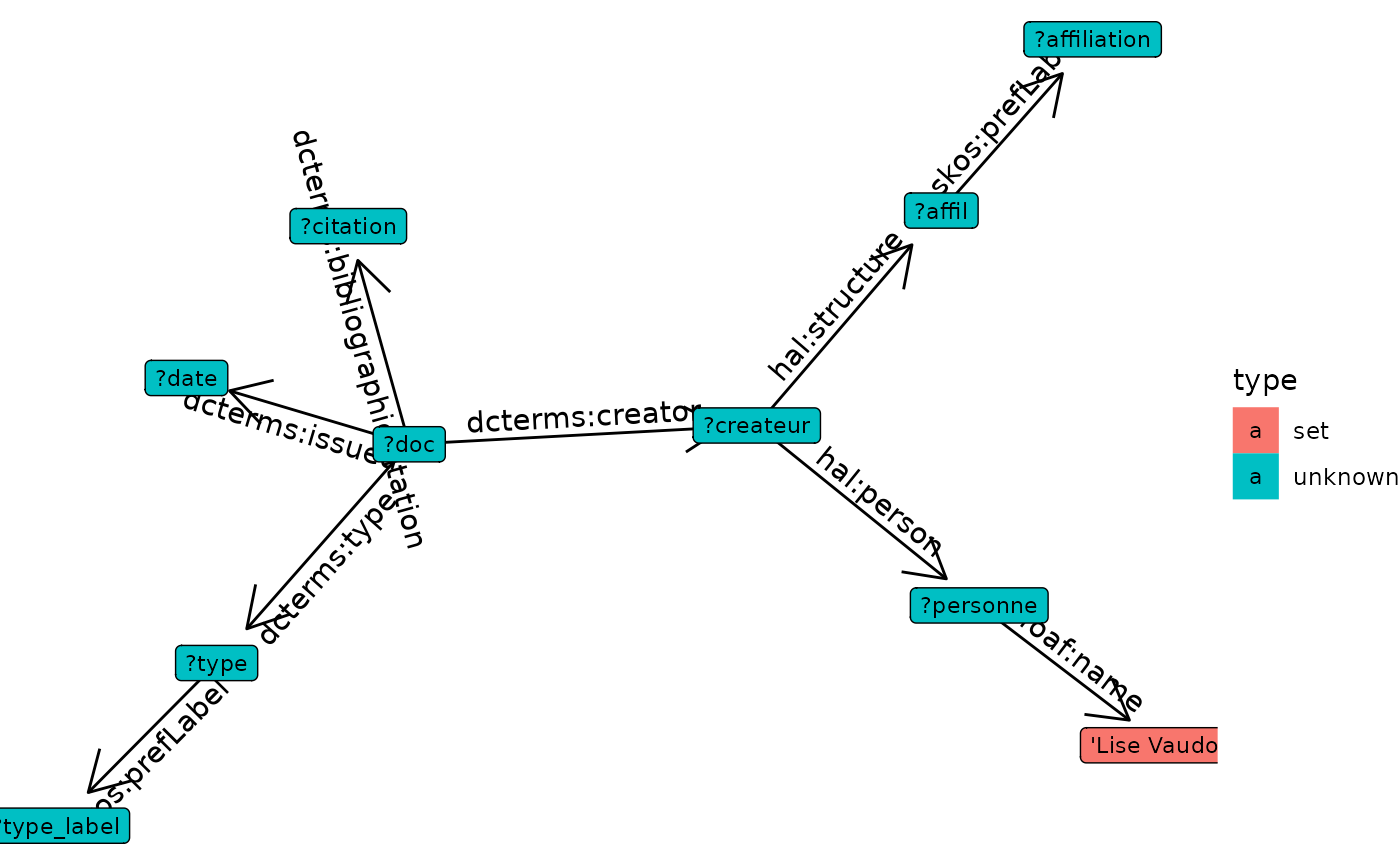 ?affiliation
skos:prefLab
?affil
hal:structure
?citation
dcterms:bibliographicCitation
?date
dcterms:issue
?doc
dcterms:creator
?createur
dcterms:type
hal:person
?personne
foaf:name
'Lise Vaudo
?type
os:prefLabel
?type_label
type
a set
a unknown